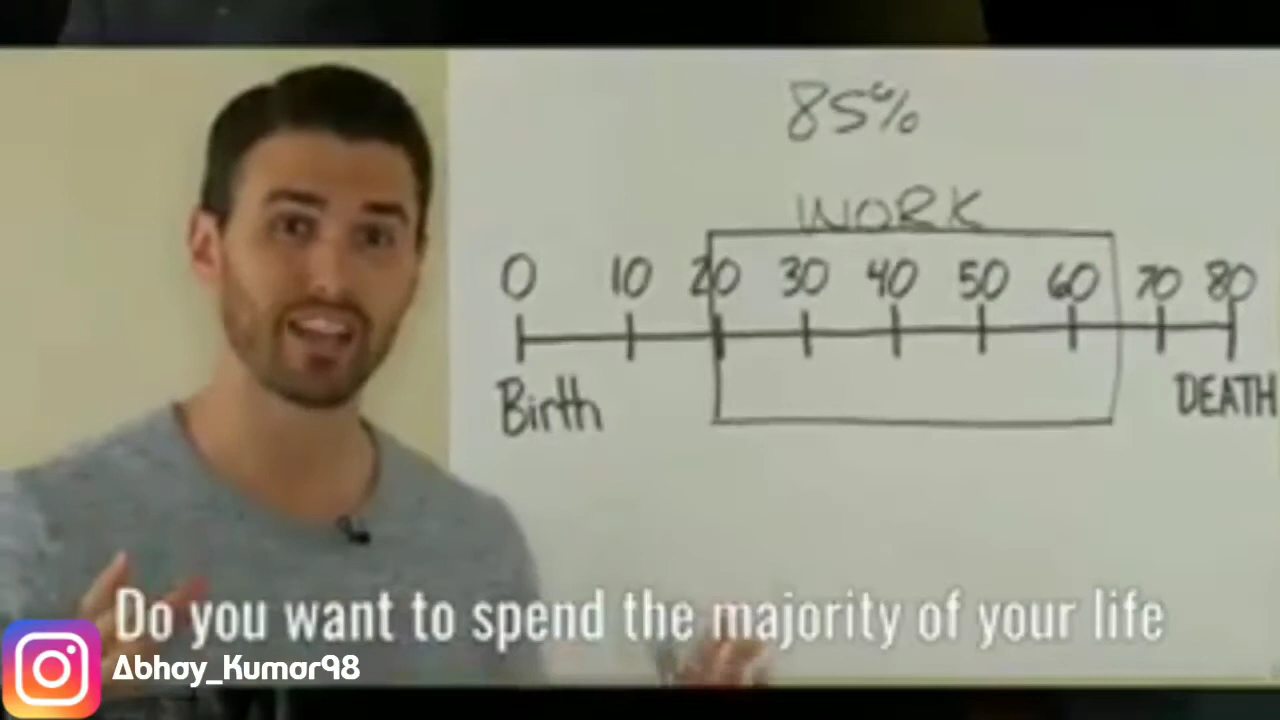 85%
WORK
0 10 20 30 40 50 60 70 80
Birth
DEATH
Do you want to spend the majority of your life
Abhay_Kumar98